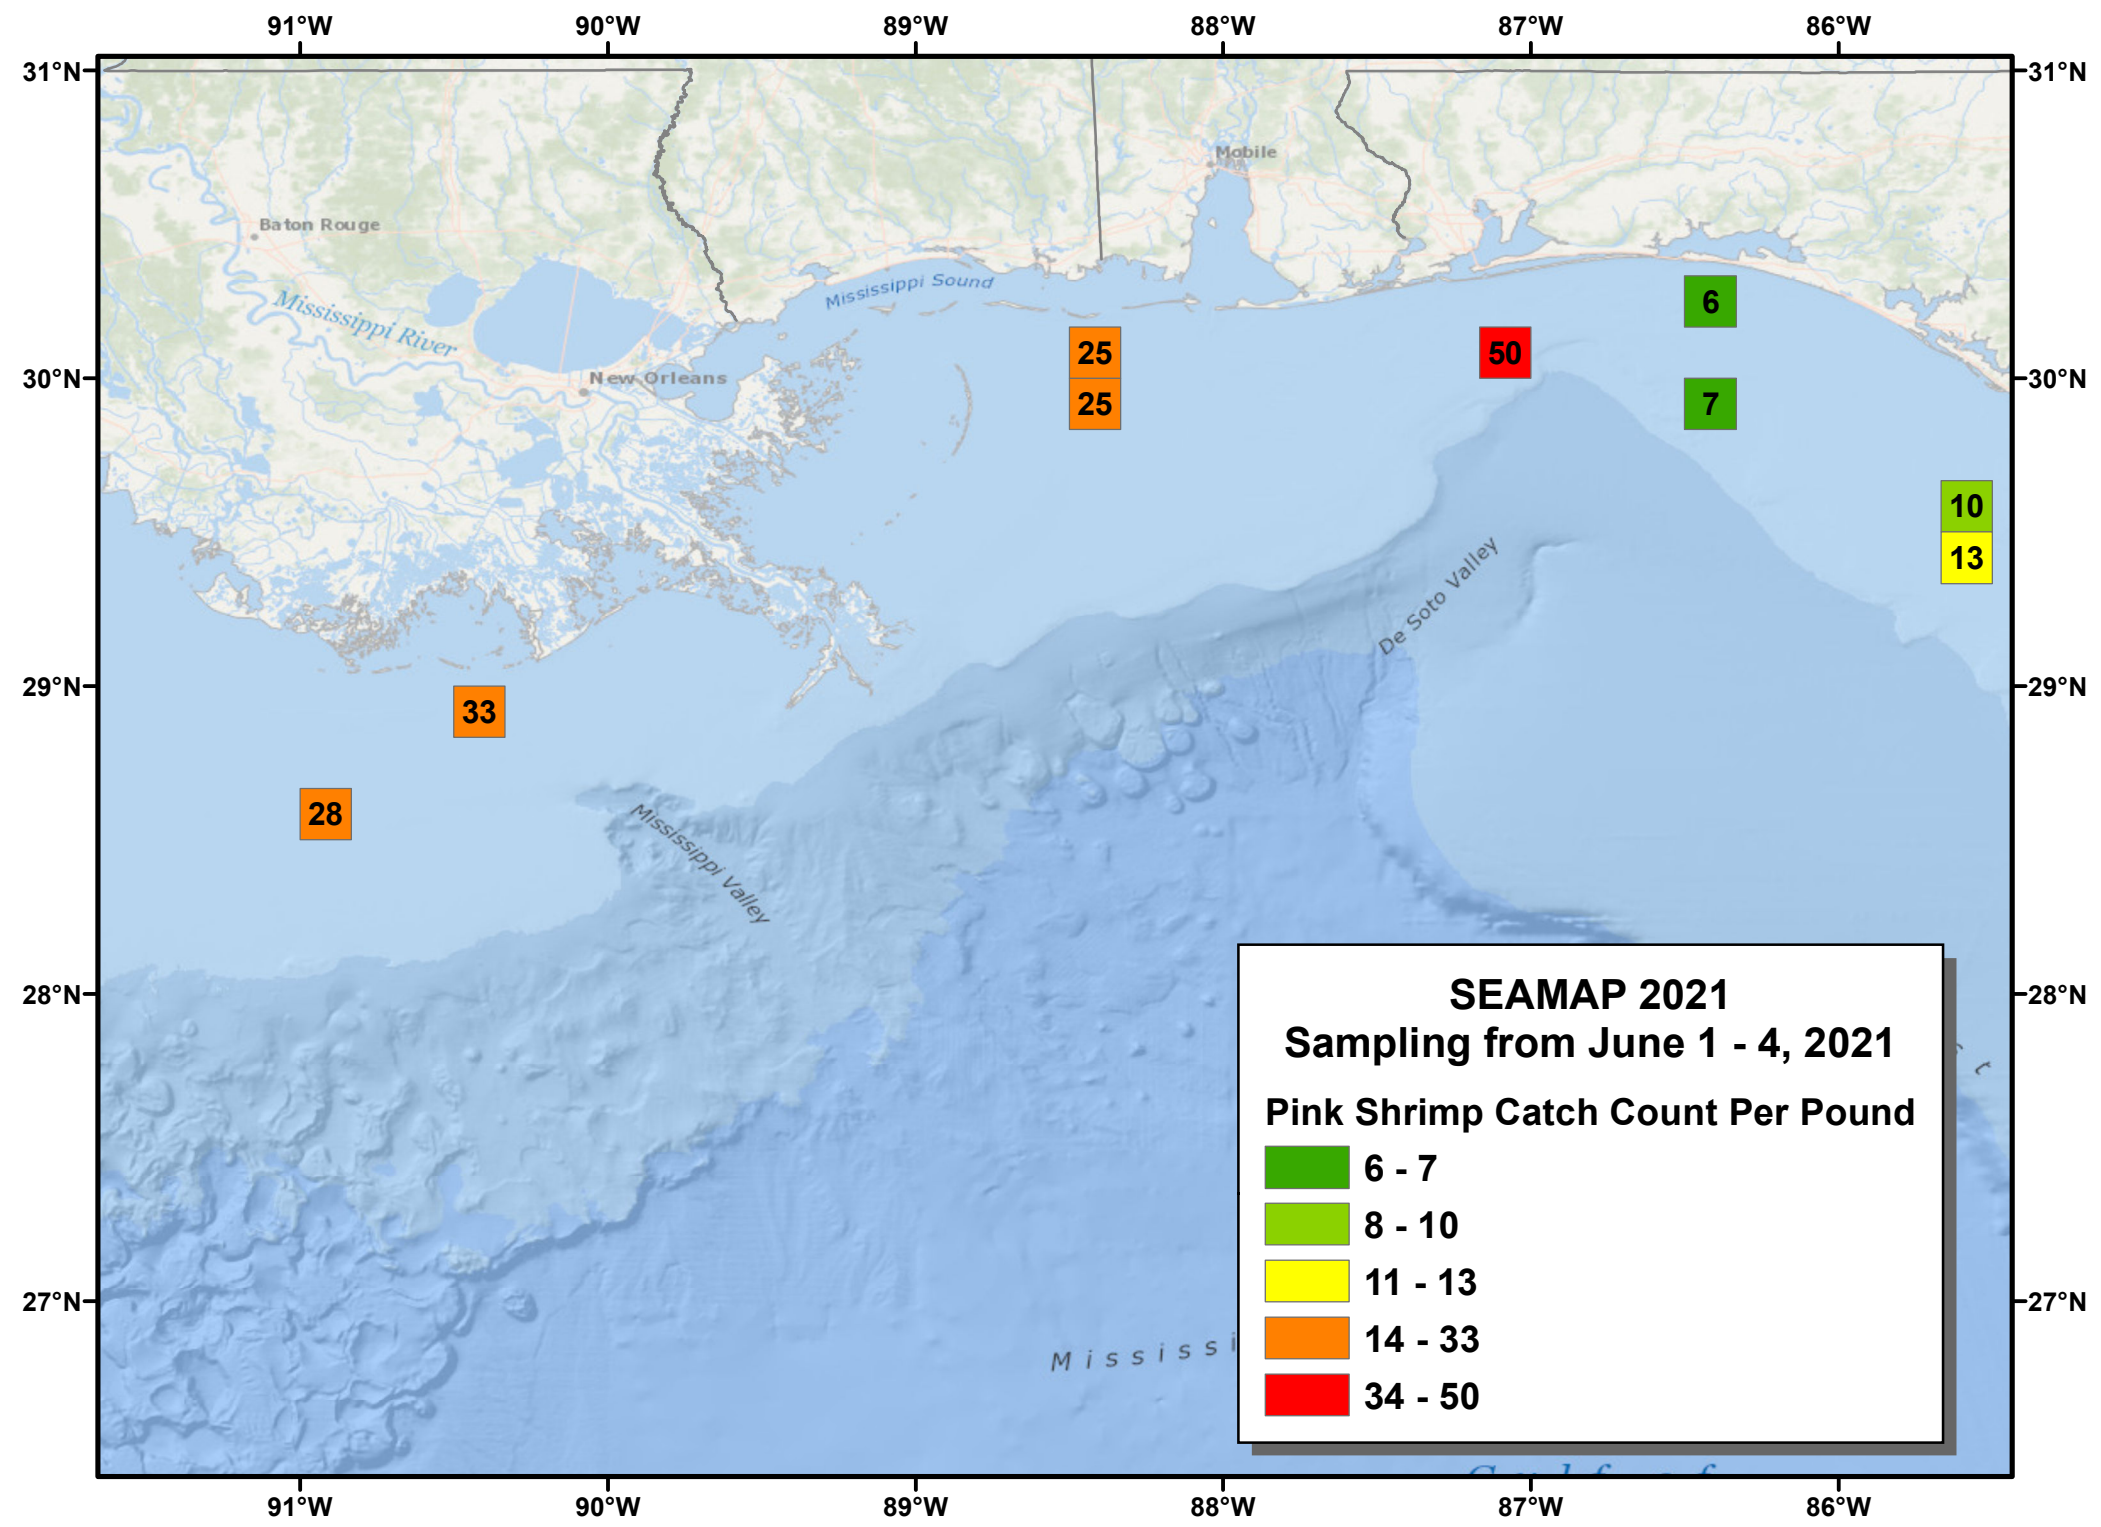 91°W 90°W 89°W 88°W 87°W 86°W
31°N 31°N
Mobile
Baton Rouge
Mississippi Sound
Mississippi River
6
25
50
30°N 30°N
New Orleans
25
7
10
13
De Soto Valley
29°N 29°N
33
28
Mississippi Valley
28°N 28°N
SEAMAP 2021
Sampling from June 1 - 4, 2021
Pink Shrimp Catch Count Per Pound
6 - 7
8 - 10
11 - 13
27°N 27°N
14 - 33
Mississi
34 - 50
91°W 90°W 89°W 88°W 87°W 86°W